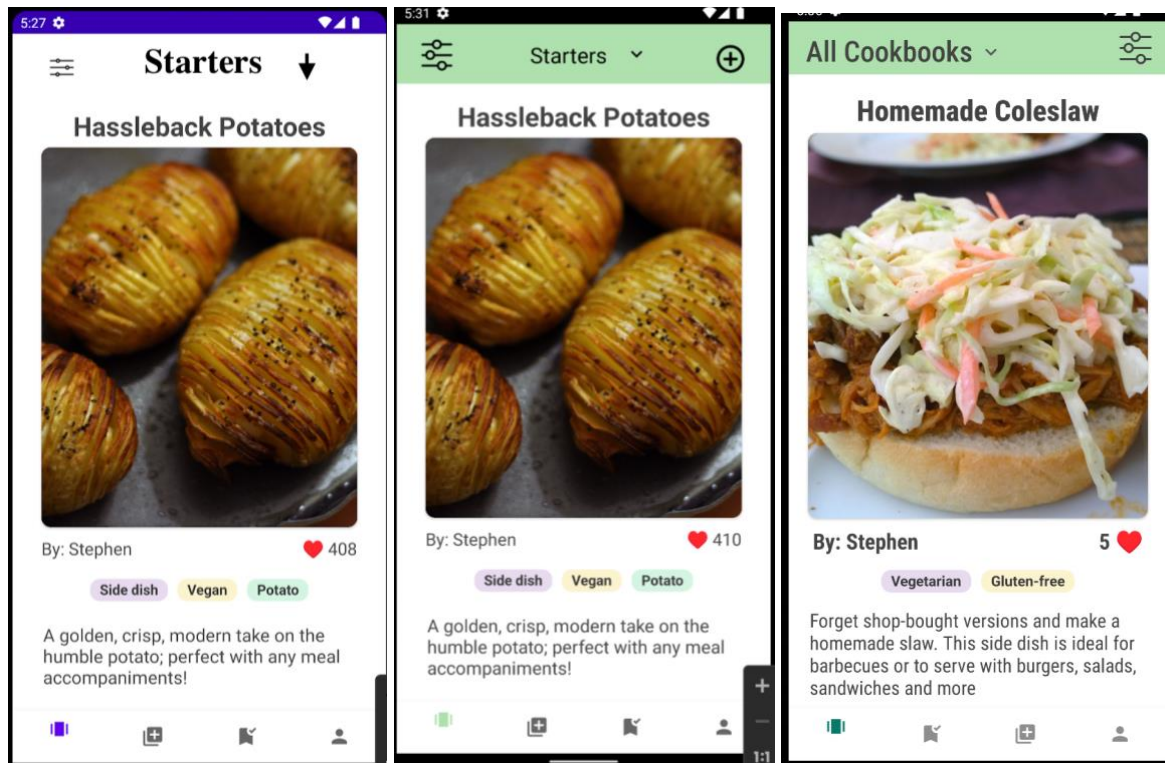 5:27
Starters
Hassleback Potatoes
By: Stephen
408
Side dish Vegan Potato
A golden, crisp, modern take on the
humble potato; perfect with any meal
accompaniments!
5:31
Starters
Hassleback Potatoes
By: Stephen
410
Side dish Vegan Potato
A golden, crisp, modern take on the
humble potato; perfect with any meal
accompaniments!
1:1
All Cookbooks
Homemade Coleslaw
By: Stephen
5
Vegetarian Gluten-free
Forget shop-bought versions and make a
homemade slaw. This side dish is ideal for
barbecues or to serve with burgers, salads,
sandwiches and more